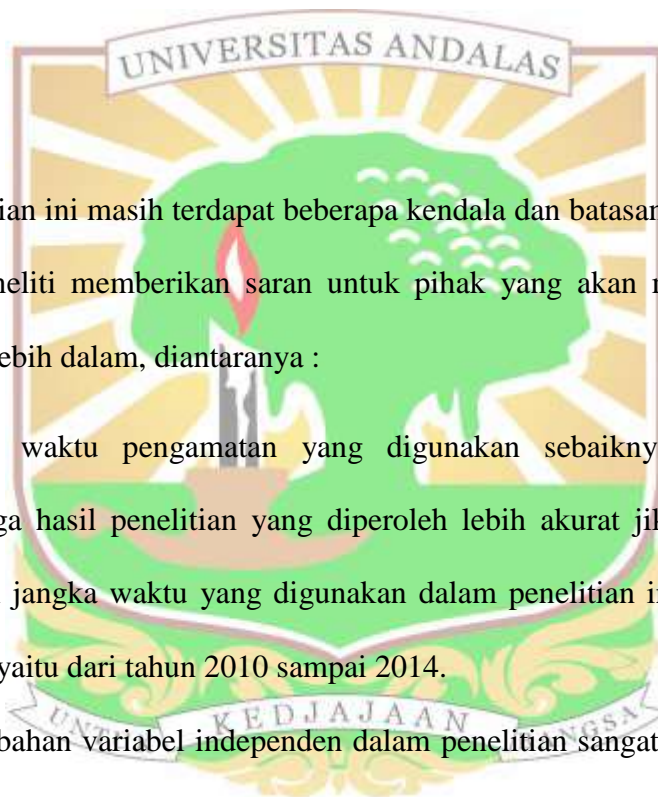 UNIVERSITAS ANDALAS
ian ini masih terdapat beberapa kendala dan batasan
neliti memberikan saran untuk pihak yang akan
ebih dalam, diantaranya :
waktu pengamatan yang digunakan sebaikny
ga hasil penelitian yang diperoleh lebih akurat jik
jangka waktu yang digunakan dalam penelitian i
yaitu dari tahun 2010 sampai 2014.
KEDJAJAAN
bahan variabel independen dalam penelitian sangat